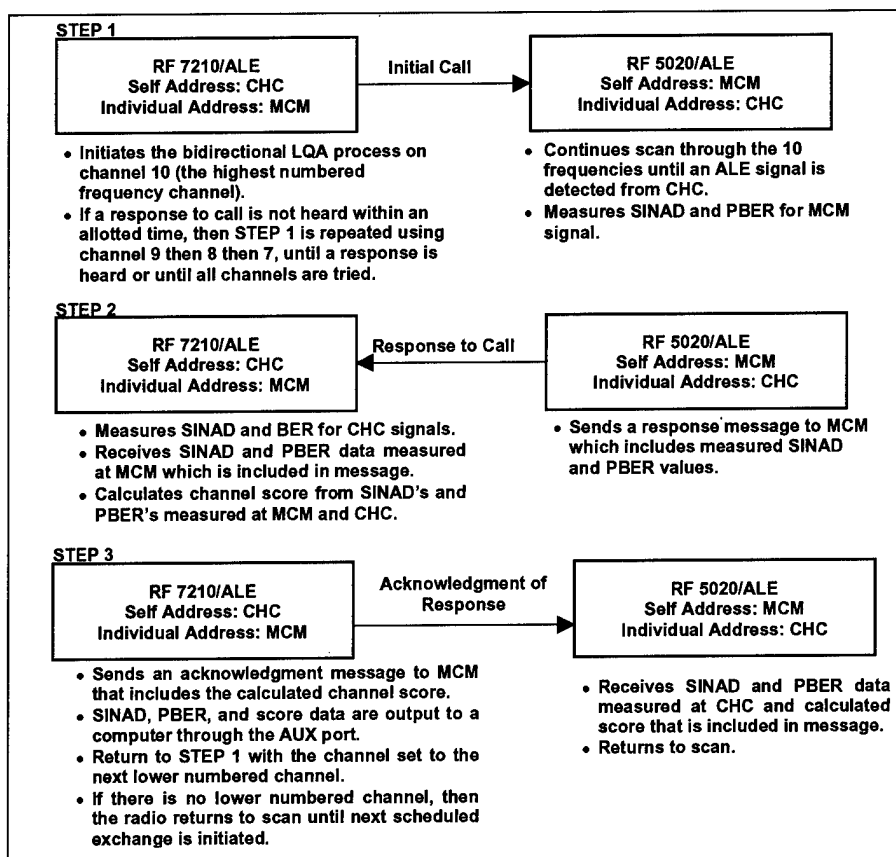 STEP 1
RF 7210/ALE
Self Address: CHC
Individual Address: MCM
Initial Call
RF 5020/ALE
Self Address: MCM
Individual Address: CHC
• Initiates the bidirectional LQA process on
channel 10 (the highest numbered
frequency channel).
• If a response to call is not heard within an
allotted time, then STEP 1 is repeated using
channel 9 then 8 then 7, until a response is
heard or until all channels are tried.
• Continues scan through the 10
frequencies until an ALE signal is
detected from CHC.
• Measures SINAD and PBER for MCM
signal.
STEP 2
RF 7210/ALE
Self Address: CHC
Individual Address: MCM
Response to Call
RF 5020/ALE
Self Address: MCM
Individual Address: CHC
• Measures SINAD and BER for CHC signals.
• Receives SINAD and PBER data measured
at MCM which is included in message.
• Calculates channel score from SINAD's and
PBER's measured at MCM and CHC.
• Sends a response message to MCM
which includes measured SINAD
and PBER values.
STEP 3
RF 7210/ALE
Self Address: CHC
Individual Address: MCM
Acknowledgment of
Response
RF 5020/ALE
Self Address: MCM
Individual Address: CHC
• Sends an acknowledgment message to MCM
that includes the calculated channel score.
• SINAD, PBER, and score data are output to a
computer through the AUX port.
• Return to STEP 1 with the channel set to the
next lower numbered channel.
• If there is no lower numbered channel, then
the radio returns to scan until next scheduled
exchange is initiated.
• Receives SINAD and PBER data
measured at CHC and calculated
score that is included in message.
• Returns to scan.